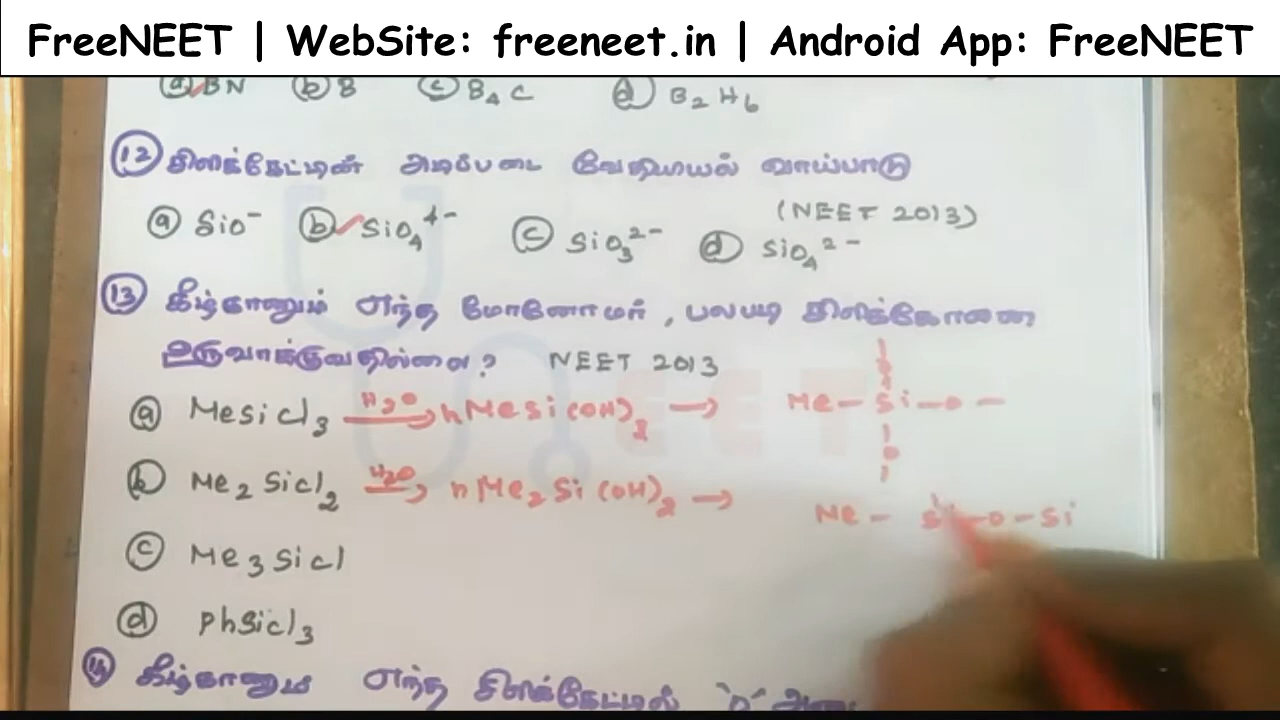 FreeNEET | WebSite: freeneet.in | Android App: FreeNEET
(a) BN (b) B (c) B4C (d) B2H6
(12) சிலிக்கேட்டின் அடிப்படை வேதியியல் வாய்பாடு
(NEET 2013)
(a) SiO⁻ (b) SiO₄⁴⁻ (c) SiO₃²⁻ (d) SiO₄²⁻
(13) கீழ்காணும் எந்த மோனோமர், பலபடி சிலிக்கோனை
உருவாக்குவதில்லை? NEET 2013
(a) MeSiCl₃ H₂O → nMeSi(OH)₂ → Me-Si-O-
(b) Me₂SiCl₂ H₂O → nMe₂Si(OH)₂ → Me- Si-O-Si
(c) Me₃SiCl
(d) PhSiCl₃
(14) கீழ்காணும் எந்த சிலிக்கேட்டில்